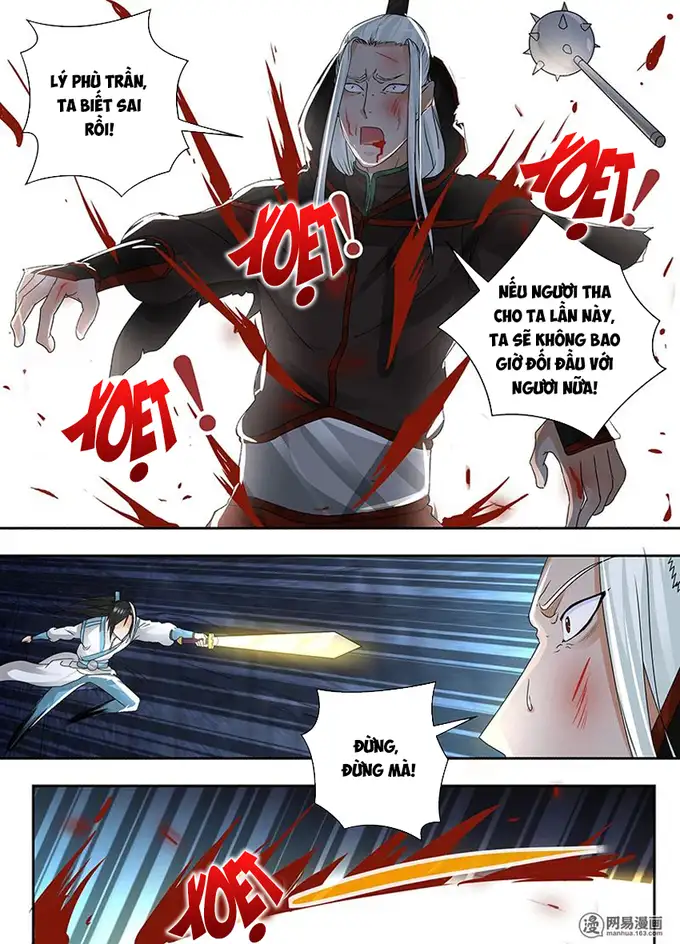 LÝ PHÙ TRẦN,
TA BIẾT SAI
RỒI!
XOẸT!
XOẸT!
NẾU NGƯƠI THA
CHO TA LẦN NÀY,
TA SẼ KHÔNG BAO
GIỜ ĐỐI ĐẦU VỚI
NGƯƠI NỮA!
XOẸT!
ĐỪNG,
ĐỪNG MÀ!
XOẸT
网易漫画
manhua.163.com